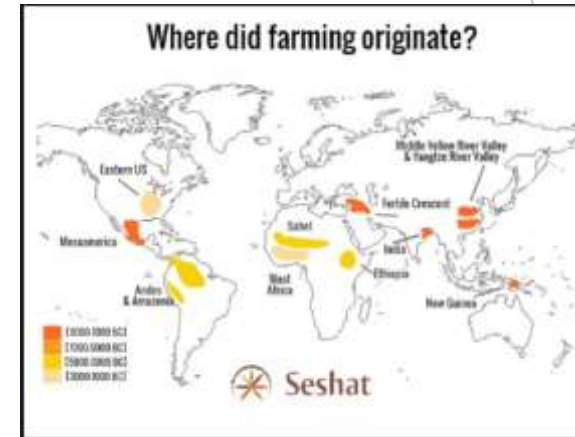 Where did farming originate?
Middle Yellow River Valley
& Yangtze River Valley
Eastern US
Fertile Crescent
Sahel
Mesoamerica
India
Ethiopia
West
Africa
Andes
& Amazonia
New Guinea
Seshat